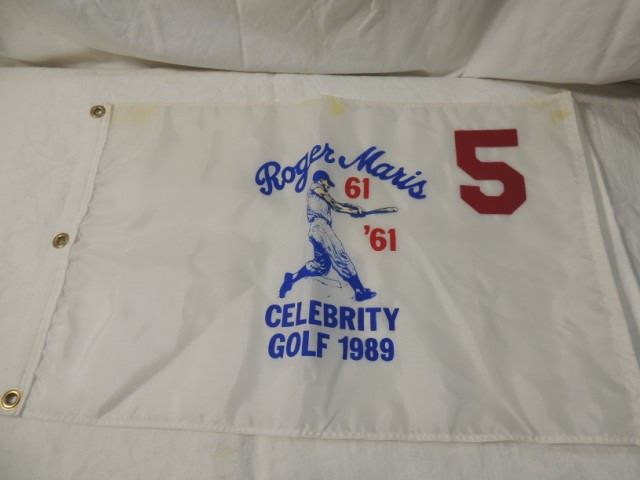 Roger Maris
61
'61
CELEBRITY
GOLF 1989
5